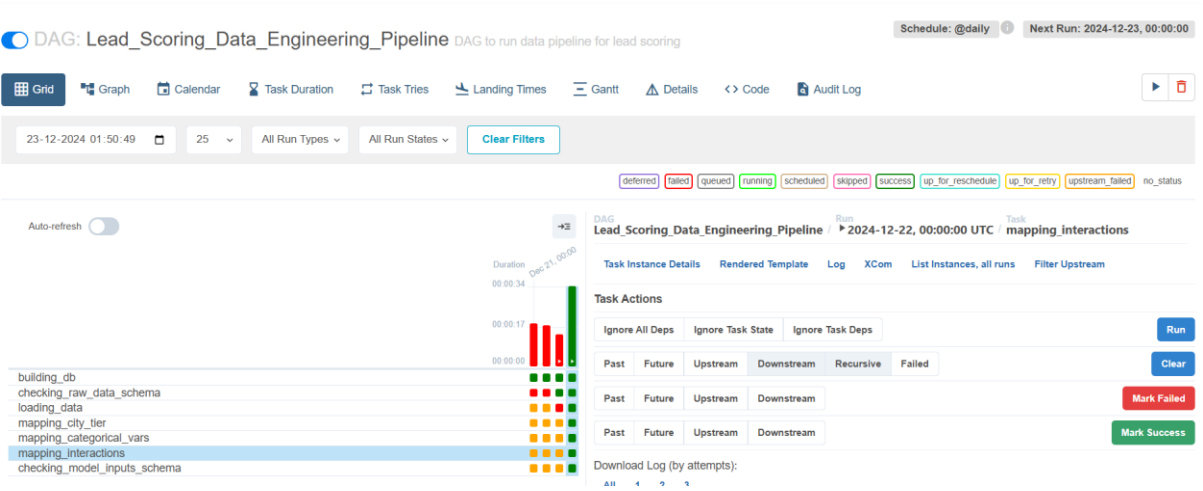 DAG: Lead_Scoring_Data_Engineering_Pipeline DAG to run data pipeline for lead scoring
Schedule: @daily i Next Run: 2024-12-23, 00:00:00
Grid Graph Calendar Task Duration Task Tries Landing Times Gantt Details <> Code Audit Log
23-12-2024 01:50:49 25 All Run Types All Run States Clear Filters
deferred failed queued running scheduled skipped success up_for_reschedule up_for_retry upstream_failed no_status
Auto-refresh
Duration
Dec 21, 00:00
00:00:34
00:00:17
00:00:00
building_db
checking_raw_data_schema
loading_data
mapping_city_tier
mapping_categorical_vars
mapping_interactions
checking_model_inputs_schema
DAG Run Task
Lead_Scoring_Data_Engineering_Pipeline / 2024-12-22, 00:00:00 UTC / mapping_interactions
Task Instance Details Rendered Template Log XCom List Instances, all runs Filter Upstream
Task Actions
Ignore All Deps Ignore Task State Ignore Task Deps Run
Past Future Upstream Downstream Recursive Failed Clear
Past Future Upstream Downstream Mark Failed
Past Future Upstream Downstream Mark Success
Download Log (by attempts):
All 1 2 3